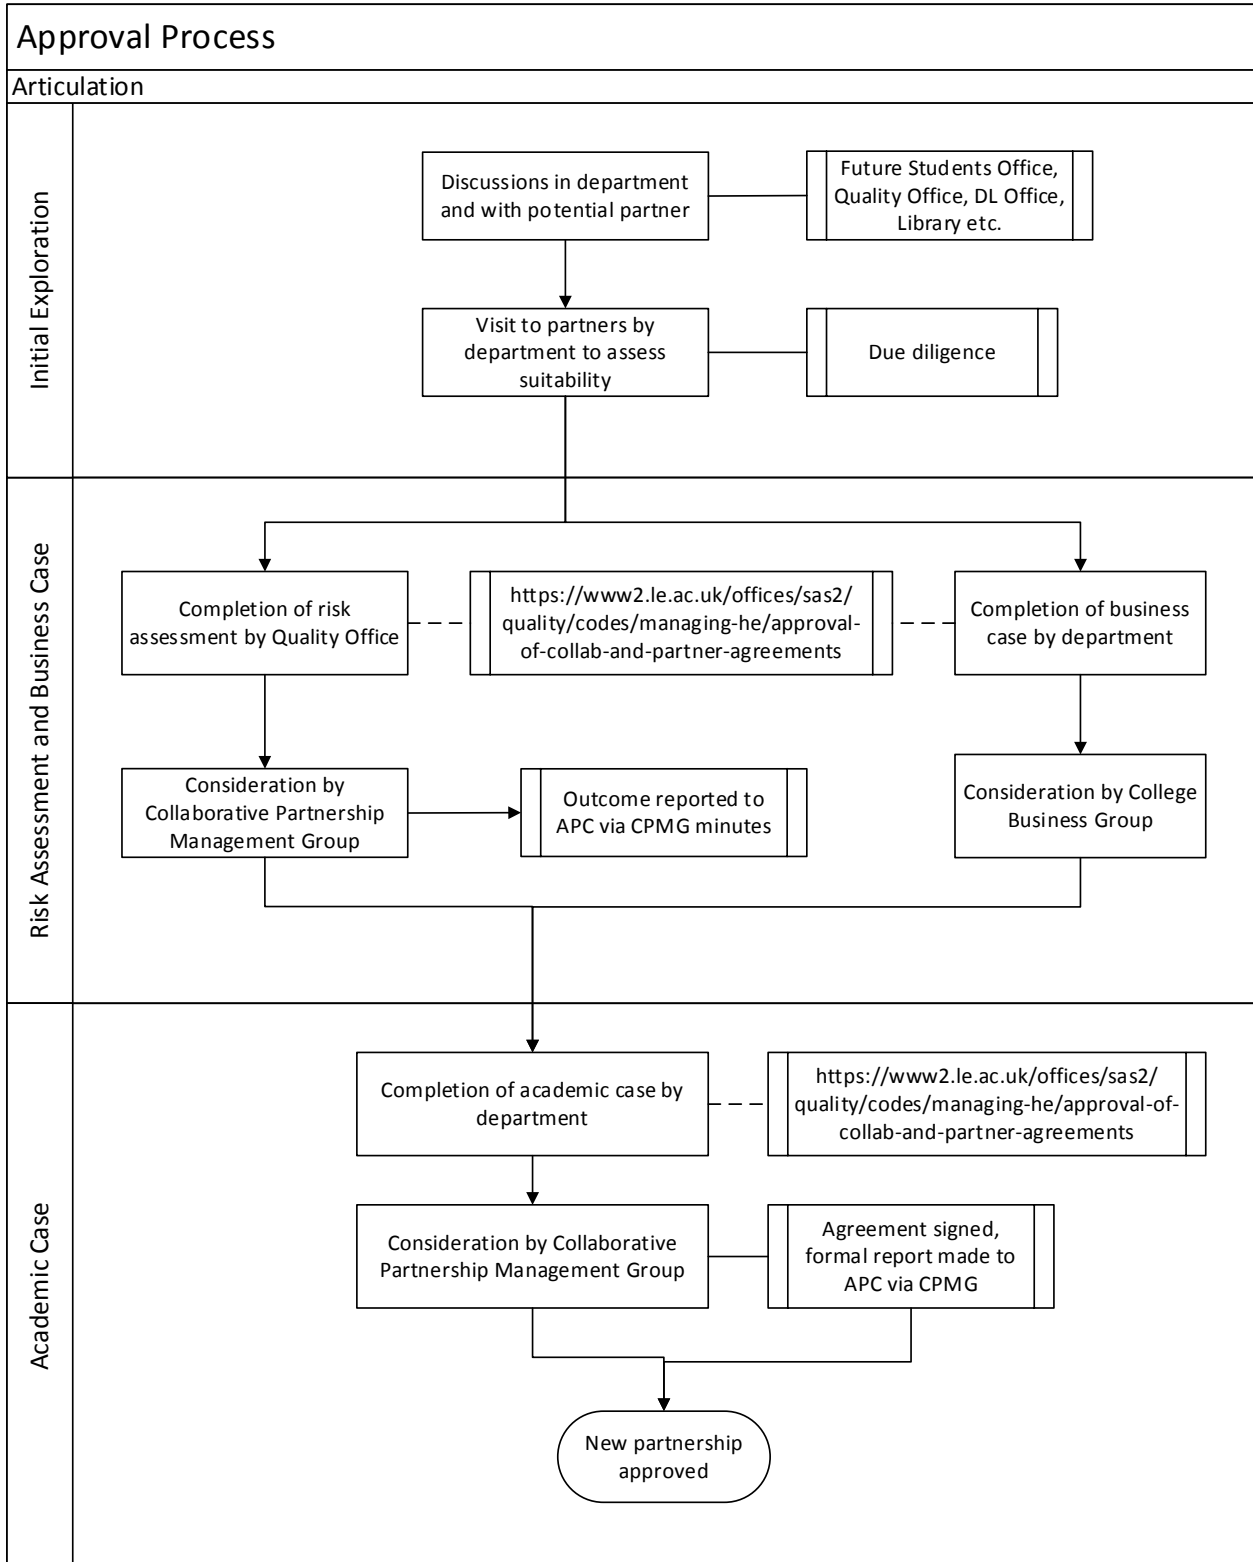 Approval Process
Articulation
Initial Exploration
Discussions in department
and with potential partner
Future Students Office,
Quality Office, DL Office,
Library etc.
Visit to partners by
department to assess
suitability
Due diligence
Risk Assessment and Business Case
Completion of risk
assessment by Quality Office
https://www2.le.ac.uk/offices/sas2/
quality/codes/managing-he/approval-
of-collab-and-partner-agreements
Completion of business
case by department
Consideration by
Collaborative Partnership
Management Group
Outcome reported to
APC via CPMG minutes
Consideration by College
Business Group
Academic Case
Completion of academic case by
department
https://www2.le.ac.uk/offices/sas2/
quality/codes/managing-he/approval-of-
collab-and-partner-agreements
Consideration by Collaborative
Partnership Management Group
Agreement signed,
formal report made to
APC via CPMG
New partnership
approved